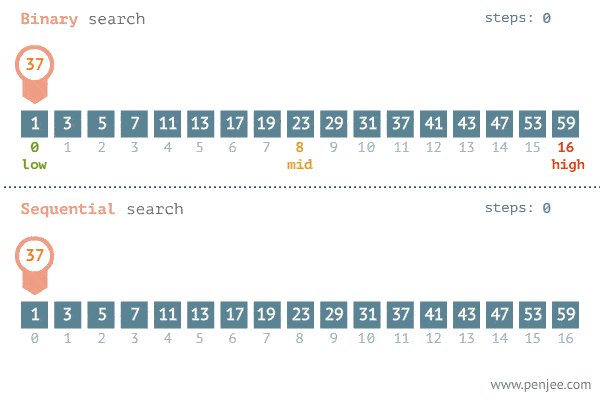 Binary search steps: 0
37
1 3 5 7 11 13 17 19 23 29 31 37 41 43 47 53 59
0 1 2 3 4 5 6 7 8 9 10 11 12 13 14 15 16
low mid high
Sequential search steps: 0
37
1 3 5 7 11 13 17 19 23 29 31 37 41 43 47 53 59
0 1 2 3 4 5 6 7 8 9 10 11 12 13 14 15 16
www.penjee.com